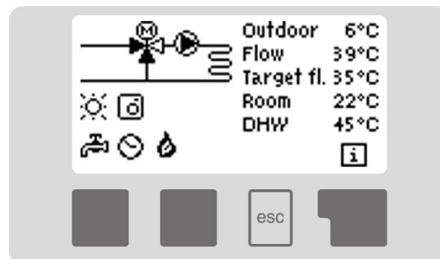 M
Outdoor 6°C
Flow 39°C
Target fl. 35°C
Room 22°C
DHW 45°C
i
esc